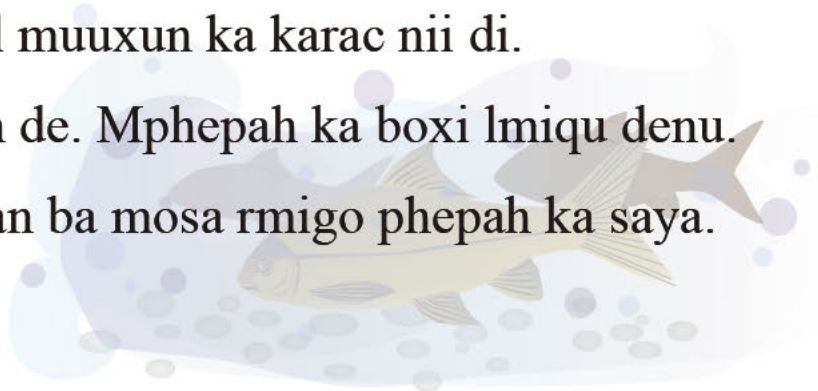 muuxun ka karac nii di.
de. Mphepah ka boxi lmiqu denu.
ba mosa rmigo phepah ka saya.